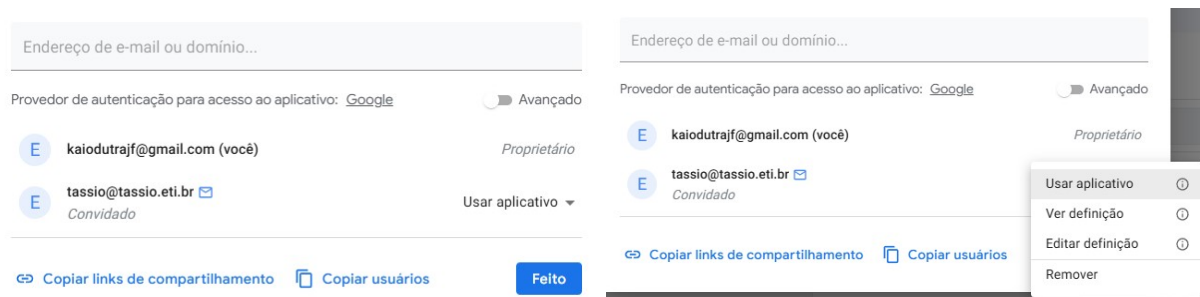 Endereço de e-mail ou domínio...
Provedor de autenticação para acesso ao aplicativo: Google Avançado
E kaiodutrajf@gmail.com (você) Proprietário
E tassio@tassio.eti.br
Convidado
Usar aplicativo
Copiar links de compartilhamento Copiar usuários Feito
Endereço de e-mail ou domínio...
Provedor de autenticação para acesso ao aplicativo: Google Avançado
E kaiodutrajf@gmail.com (você) Proprietário
E tassio@tassio.eti.br
Convidado
Usar aplicativo
Ver definição
Editar definição
Remover
Copiar links de compartilhamento Copiar usuários